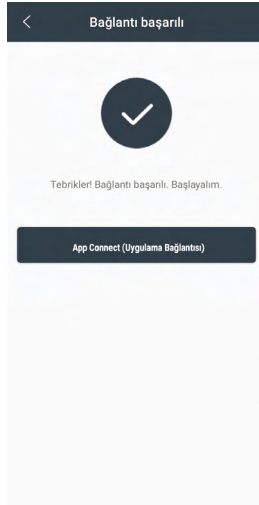 Bağlantı başarılı
Tebrikler! Bağlantı başarılı. Başlayalım.
App Connect (Uygulama Bağlantısı)